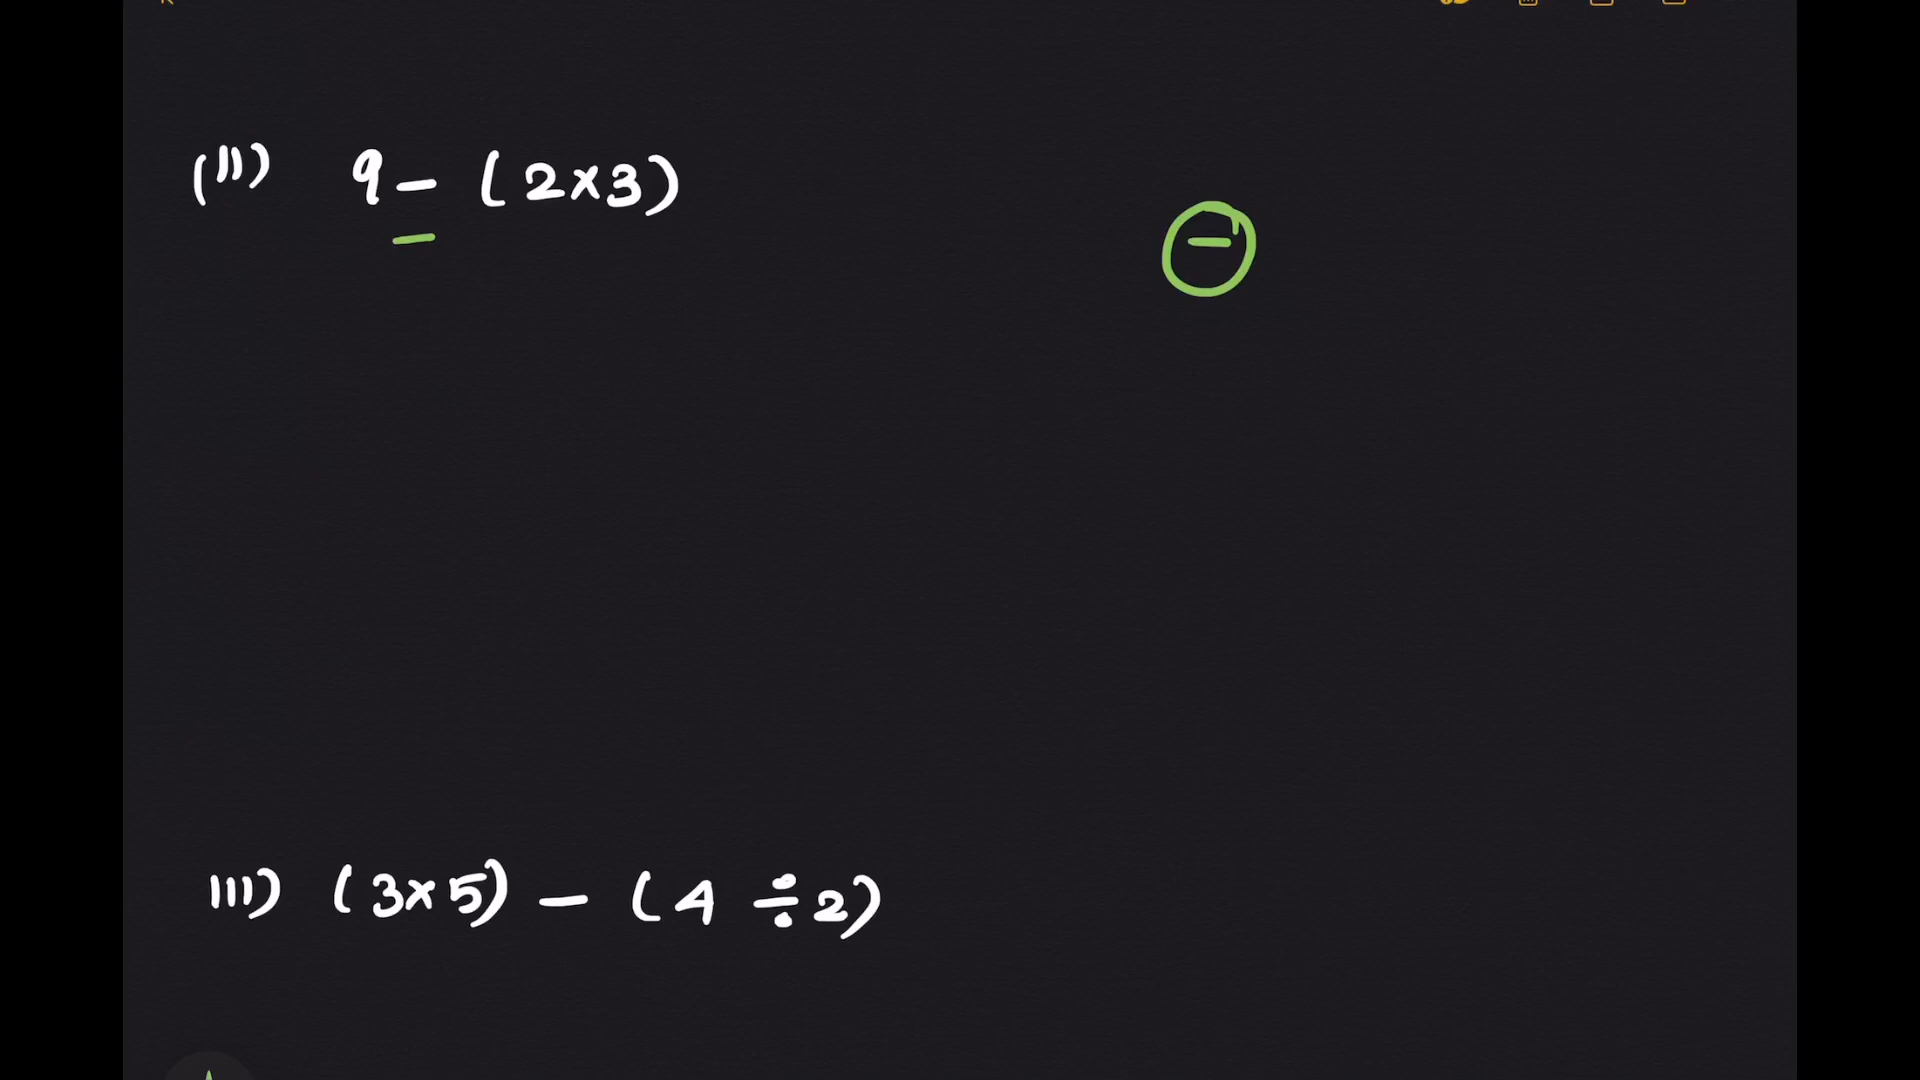 (ii) 9 - (2×3)
-
iii) (3×5) - (4 ÷ 2)